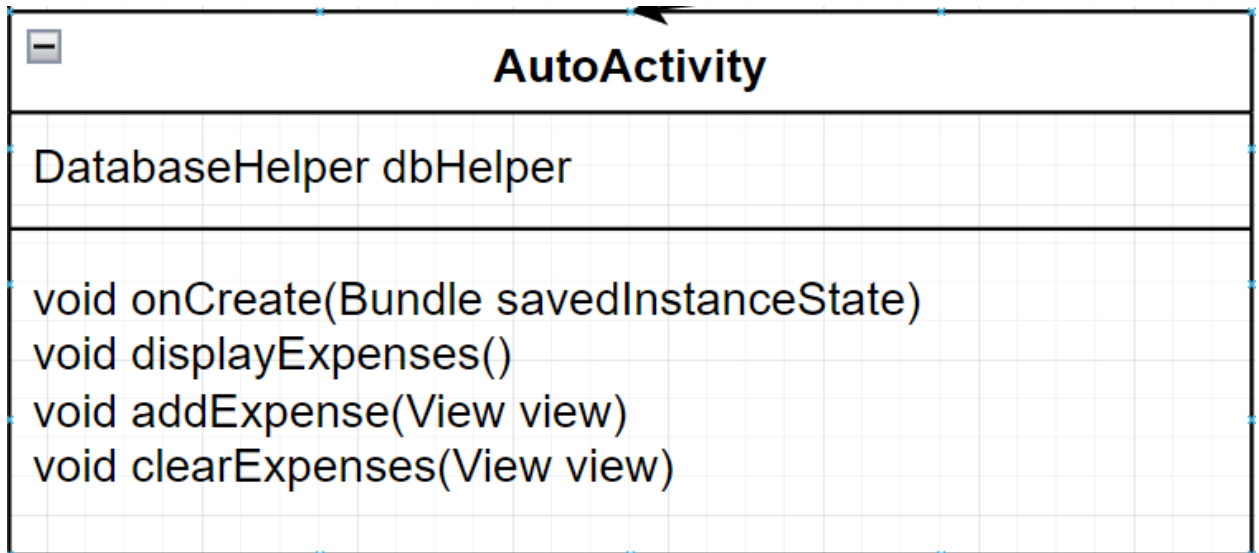 AutoActivity
DatabaseHelper dbHelper
void onCreate(Bundle savedInstanceState)
void displayExpenses()
void addExpense(View view)
void clearExpenses(View view)